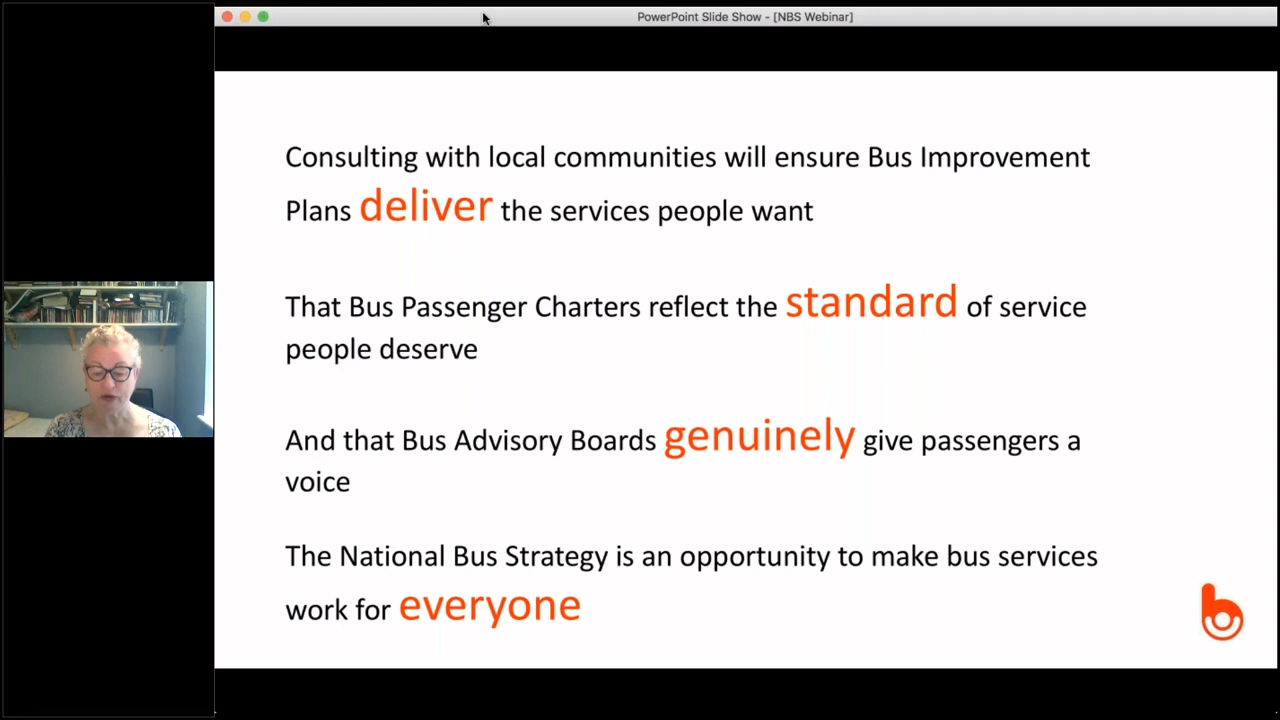 PowerPoint Slide Show - [NBS Webinar]
Consulting with local communities will ensure Bus Improvement
Plans deliver the services people want
That Bus Passenger Charters reflect the standard of service
people deserve
And that Bus Advisory Boards genuinely give passengers a
voice
The National Bus Strategy is an opportunity to make bus services
work for everyone